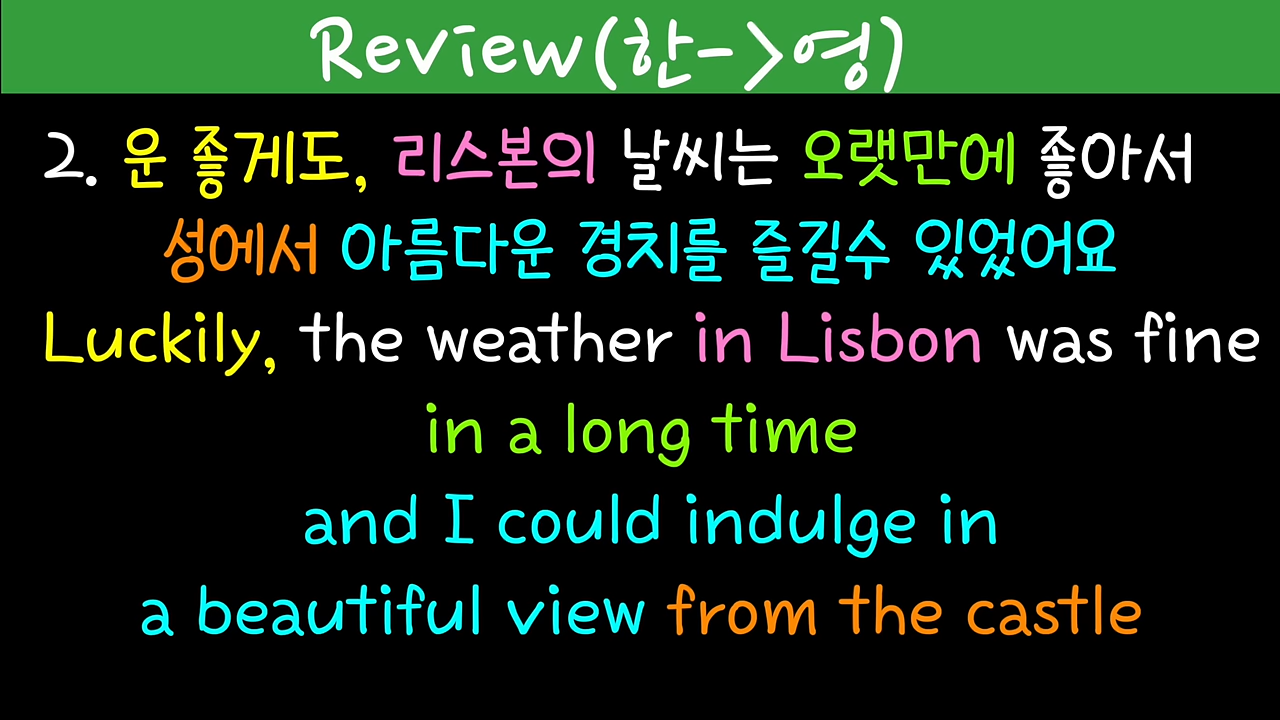 Review(한->영)
2. 운 좋게도, 리스본의 날씨는 오랫만에 좋아서
성에서 아름다운 경치를 즐길수 있었어요
Luckily, the weather in Lisbon was fine
in a long time
and I could indulge in
a beautiful view from the castle